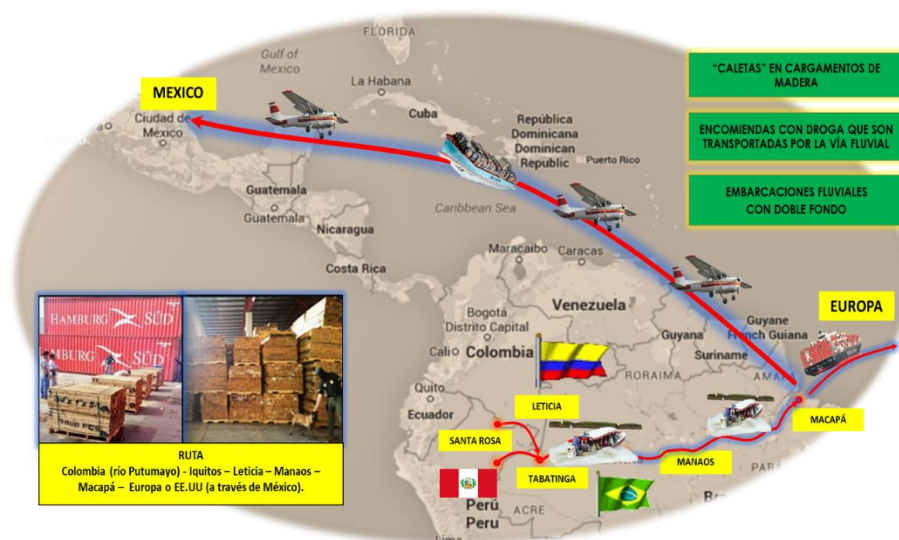 FLORIDA
Gulf of
Mexico
La Habana
MEXICO
Ciudad de
México
Cuba
República
Dominicana
Dominican
Republic
Puerto Rico
Guatemala
Guatemala
Caribbean Sea
Nicaragua
Costa Rica
Maracaibo
Caracas
Venezuela
Bogotá
Distrito Capital
Cali
Colombia
Guyana
Guyane
French Guiana
Suriname
RORAIMA
Quito
Ecuador
Perú
Peru
ACRE
Lima
"CALETAS" EN CARGAMENTOS DE
MADERA
ENCOMIENDAS CON DROGA QUE SON
TRANSPORTADAS POR LA VÍA FLUVIAL
EMBARCACIONES FLUVIALES
CON DOBLE FONDO
EUROPA
LETICIA
SANTA ROSA
TABATINGA
MANAOS
MACAPÁ
HAMBURG SÜD
HAMBURG SÜD
RUTA
Colombia (río Putumayo) - Iquitos – Leticia – Manaos –
Macapá – Europa o EE.UU (a través de México).